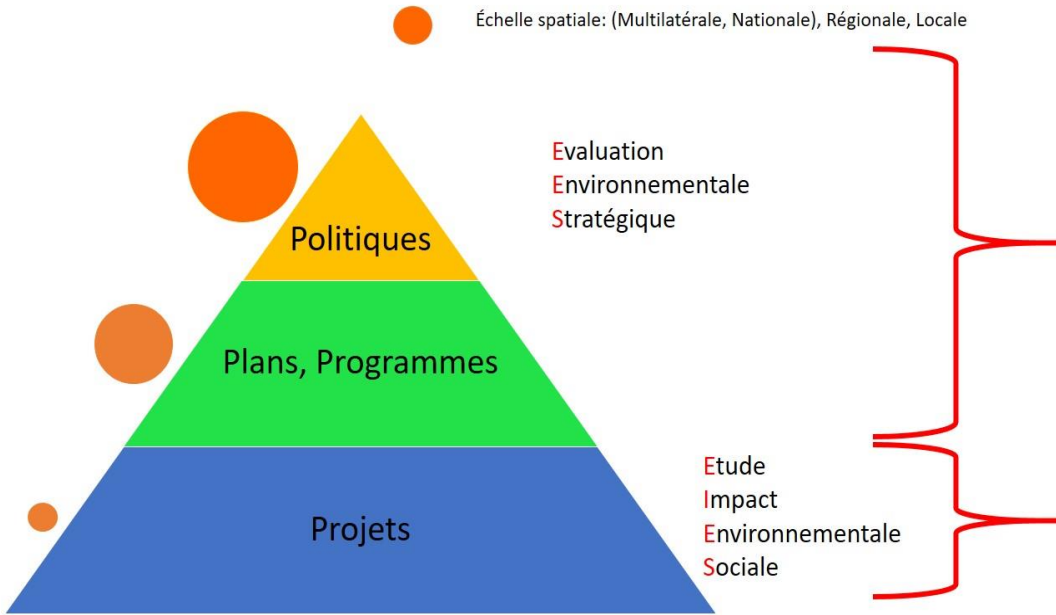 Échelle spatiale: (Multilatérale, Nationale), Régionale, Locale
Evaluation
Environnementale
Stratégique
Politiques
Plans, Programmes
Etude
Impact
Environnementale
Sociale
Projets